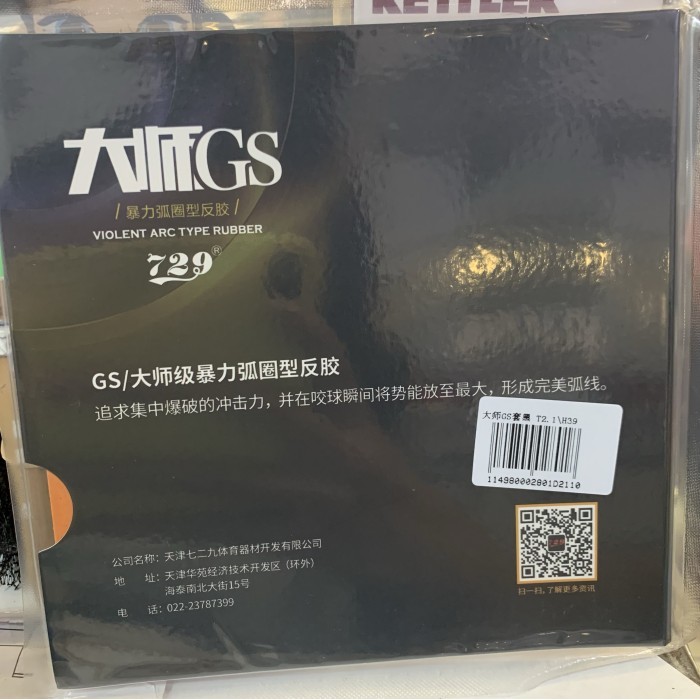 KETTLER
大师GS
/暴力弧圈型反胶/
VIOLENT ARC TYPE RUBBER
729®
GS/大师级暴力弧圈型反胶
追求集中爆破的冲击力，并在咬球瞬间将势能放至最大，形成完美弧线。
大师GS套黑 T2.1\H39
114980002801D2110
公司名称：天津七二九体育器材开发有限公司
地 址：天津华苑经济技术开发区（环外）
海泰南北大街15号
电 话：022-23787399
扫一扫，了解更多资讯